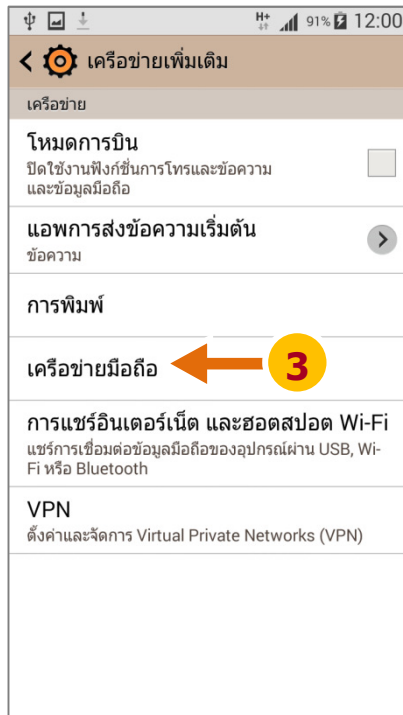 H+ 91% 12:00
เครือข่ายเพิ่มเติม
เครือข่าย
โหมดการบิน
ปิดใช้งานฟังก์ชั่นการโทรและข้อความ
และข้อมูลมือถือ
แอพการส่งข้อความเริ่มต้น
ข้อความ
การพิมพ์
เครือข่ายมือถือ
3
การแชร์อินเตอร์เน็ต และฮอตสปอต Wi-Fi
แชร์การเชื่อมต่อข้อมูลมือถือของอุปกรณ์ผ่าน USB, Wi-
Fi หรือ Bluetooth
VPN
ตั้งค่าและจัดการ Virtual Private Networks (VPN)